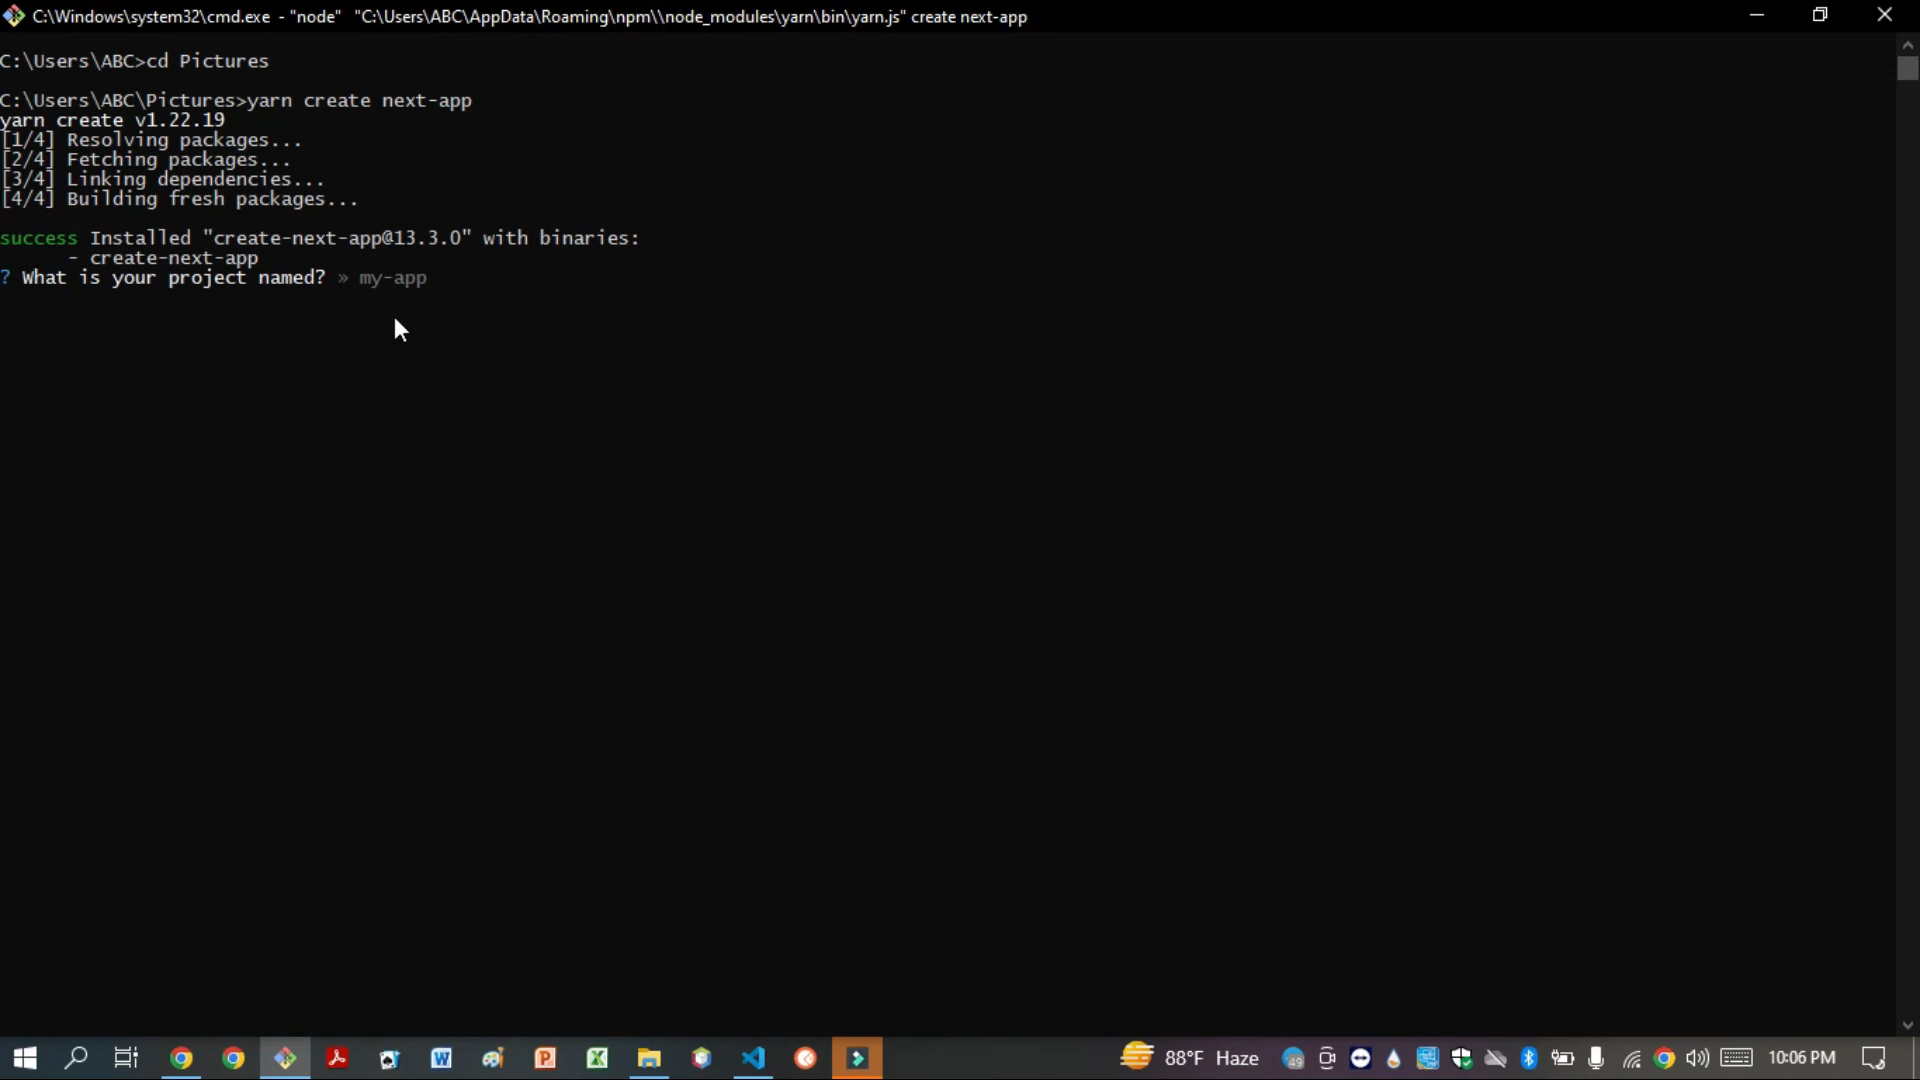 C:\Windows\system32\cmd.exe - "node" "C:\Users\ABC\AppData\Roaming\npm\\node_modules\yarn\bin\yarn.js" create next-app
C:\Users\ABC>cd Pictures
C:\Users\ABC\Pictures>yarn create next-app
yarn create v1.22.19
[1/4] Resolving packages...
[2/4] Fetching packages...
[3/4] Linking dependencies...
[4/4] Building fresh packages...
success Installed "create-next-app@13.3.0" with binaries:
- create-next-app
? What is your project named? » my-app
88°F Haze 49 10:06 PM